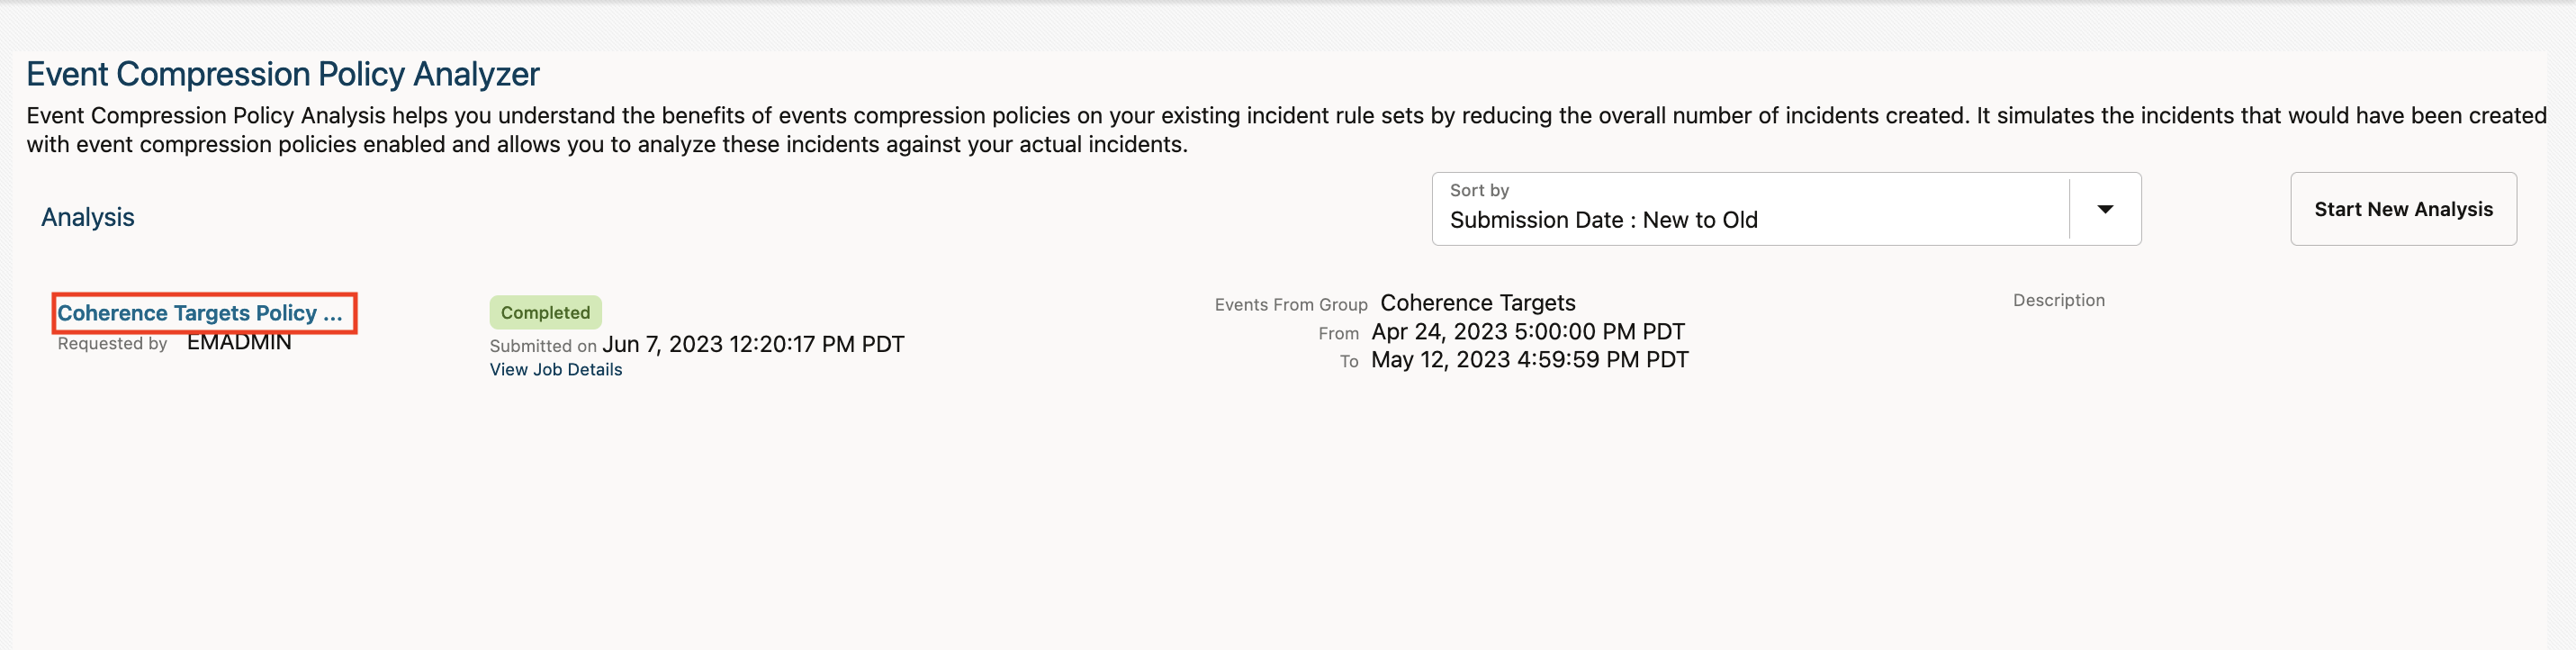 Event Compression Policy Analyzer
Event Compression Policy Analysis helps you understand the benefits of events compression policies on your existing incident rule sets by reducing the overall number of incidents created. It simulates the incidents that would have been created
with event compression policies enabled and allows you to analyze these incidents against your actual incidents.
Analysis
Sort by
Submission Date : New to Old
Start New Analysis
Coherence Targets Policy ...
Requested by EMADMIN
Completed
Submitted on Jun 7, 2023 12:20:17 PM PDT
View Job Details
Events From Group Coherence Targets
From Apr 24, 2023 5:00:00 PM PDT
To May 12, 2023 4:59:59 PM PDT
Description